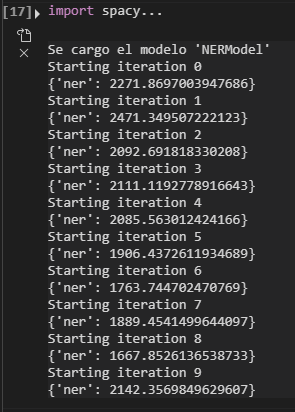 [17] import spacy...
Se cargo el modelo 'NERModel'
Starting iteration 0
{'ner': 2271.8697003947686}
Starting iteration 1
{'ner': 2471.349507222123}
Starting iteration 2
{'ner': 2092.691818330208}
Starting iteration 3
{'ner': 2111.1192778916643}
Starting iteration 4
{'ner': 2085.563012424166}
Starting iteration 5
{'ner': 1906.4372611934689}
Starting iteration 6
{'ner': 1763.744702470769}
Starting iteration 7
{'ner': 1889.4541499644097}
Starting iteration 8
{'ner': 1667.8526136538733}
Starting iteration 9
{'ner': 2142.3569849629607}